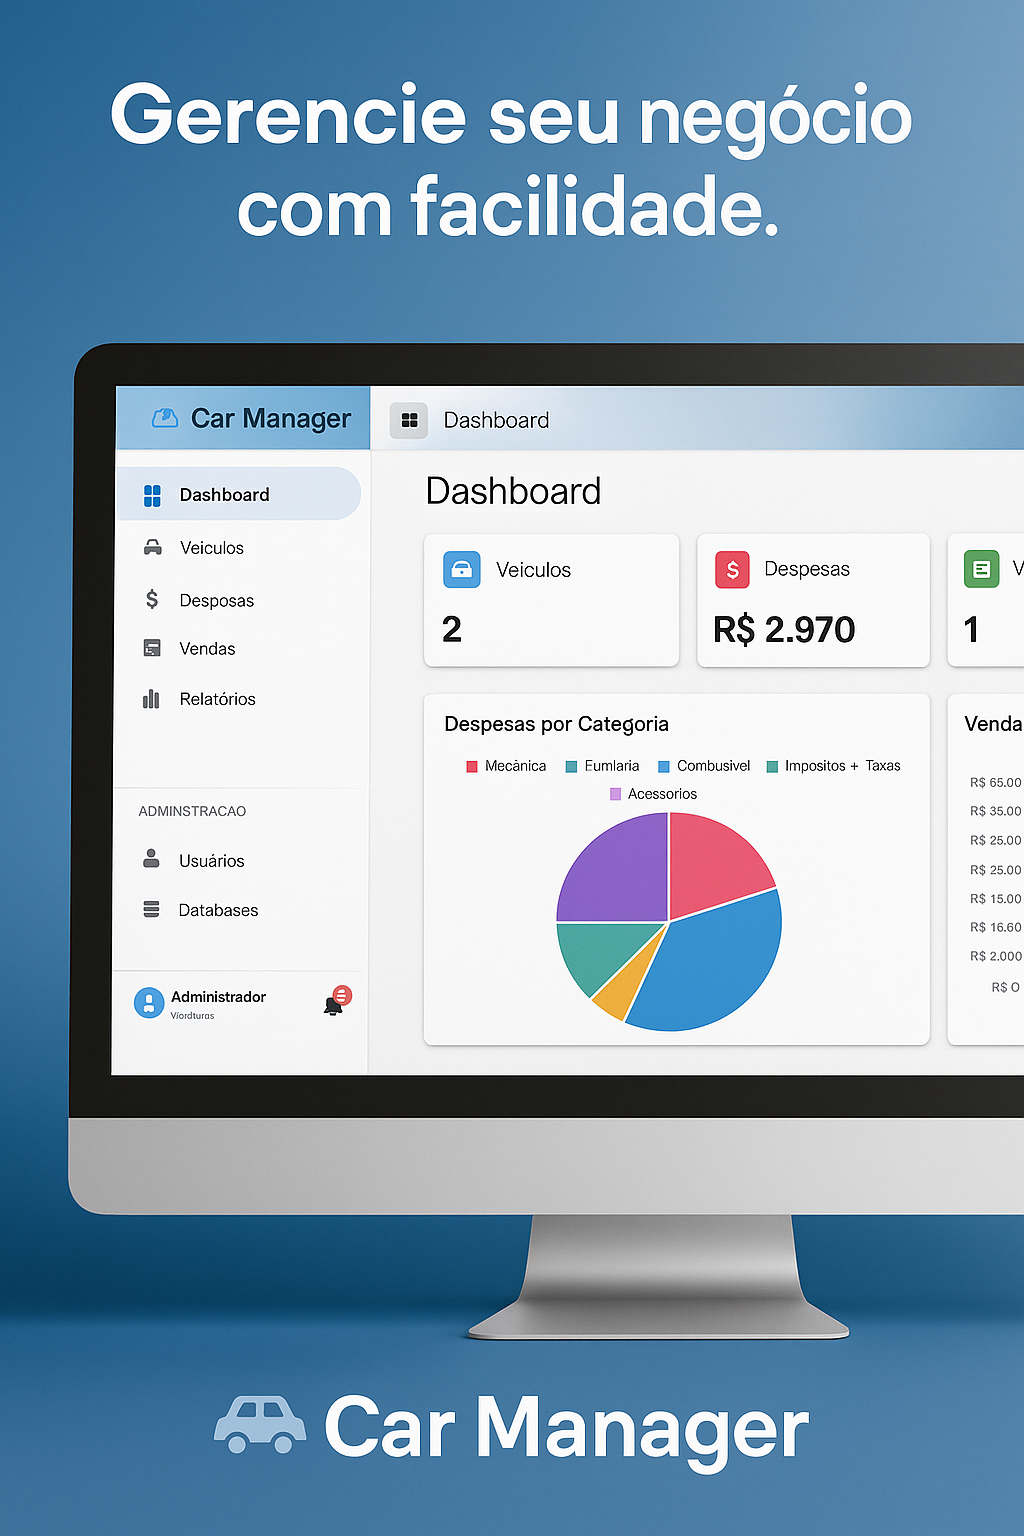 Gerencie seu negócio
com facilidade.
Car Manager
Dashboard
Dashboard
Veiculos
Desposas
Vendas
Relatórios
ADMINSTRACAO
Usuários
Databases
Administrador
Viordturas
Dashboard
Veiculos
2
Despesas
R$ 2.970
V
1
Despesas por Categoria
Mecànica Eumlaria Combusivel Impositos + Taxas
Acessorios
Venda
R$ 65.00
R$ 35.00
R$ 25.00
R$ 25.00
R$ 15.00
R$ 16.60
R$ 2.000
R$ O
Car Manager